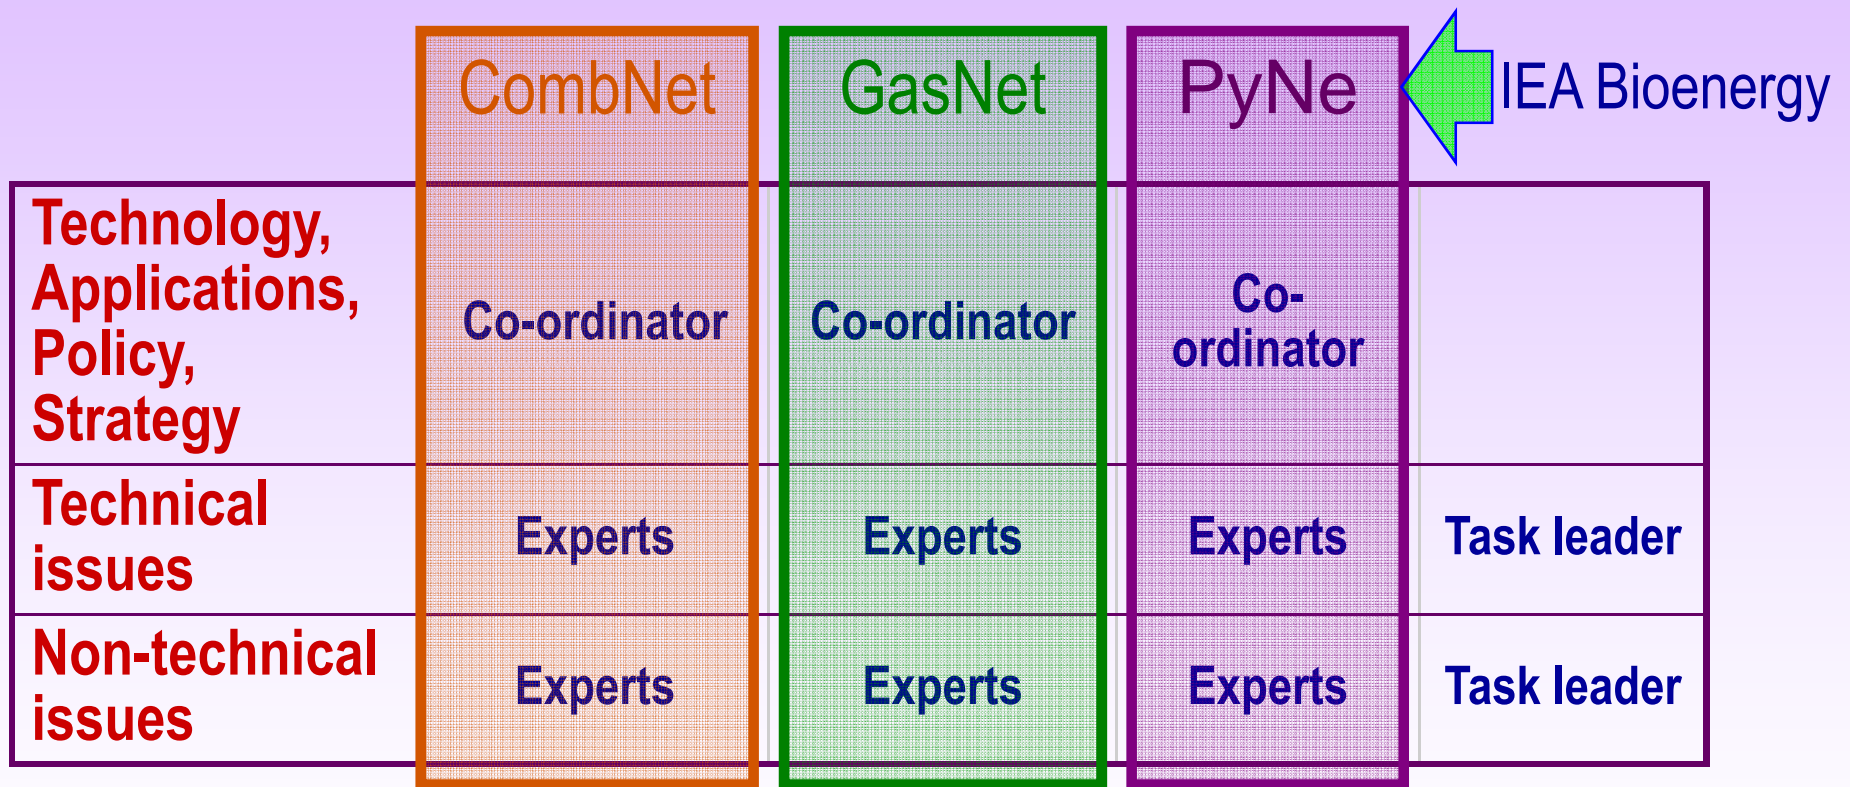 CombNet GasNet PyNe IEA Bioenergy
Technology,
Applications,
Policy,
Strategy
Co-ordinator Co-ordinator Co-
ordinator
Technical
issues
Experts Experts Experts Task leader
Non-technical
issues
Experts Experts Experts Task leader